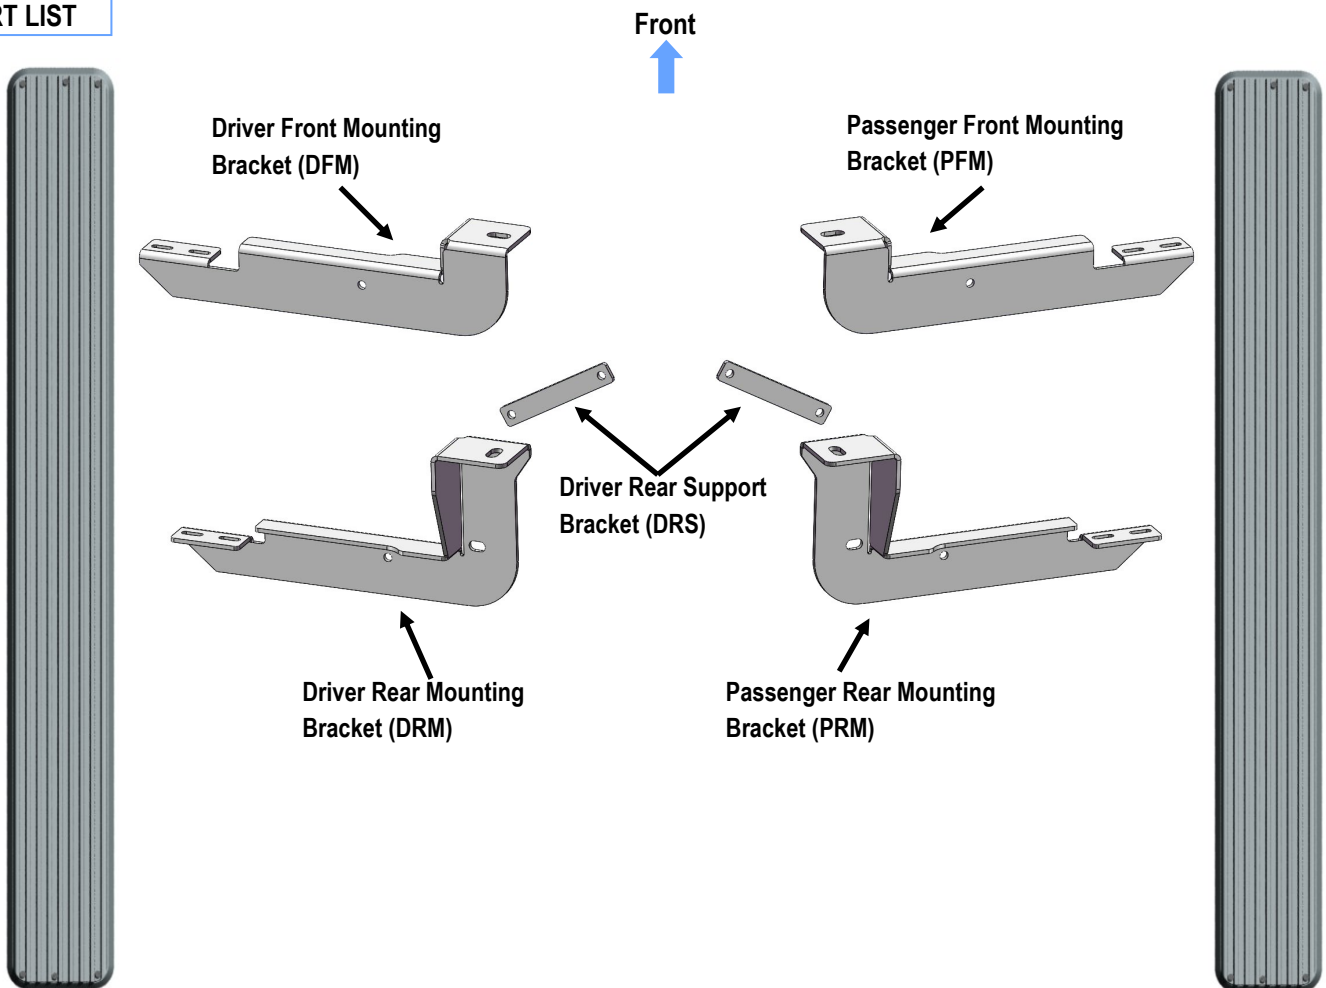 RT LIST
Front
Driver Front Mounting
Bracket (DFM)
Passenger Front Mounting
Bracket (PFM)
Driver Rear Support
Bracket (DRS)
Driver Rear Mounting
Bracket (DRM)
Passenger Rear Mounting
Bracket (PRM)